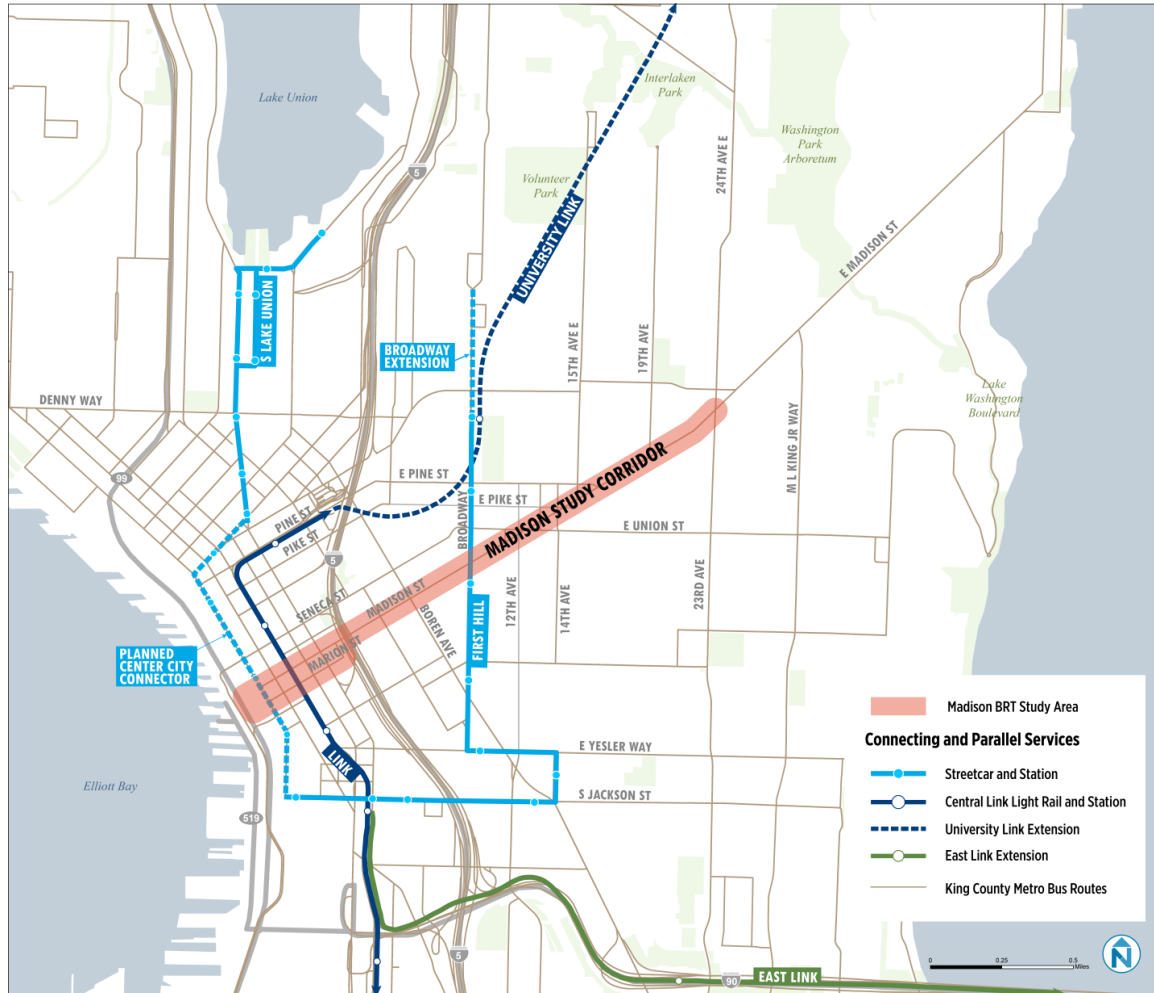 Lake Union
Interlaken
Park
Washington
Park
Arboretum
5
Volunteer
Park
24TH AVE E
UNIVERSITY LINK
E MADISON ST
S LAKE UNION
BROADWAY
EXTENSION
15TH AVE E
19TH AVE
DENNY WAY
Lake
Washington
Boulevard
M L KING JR WAY
99
E PINE ST
E PIKE ST
MADISON STUDY CORRIDOR
PINE ST
PIKE ST
BROADWAY
E UNION ST
5
SENECA ST
MADISON ST
BOREN AVE
12TH AVE
14TH AVE
23RD AVE
MARION ST
FIRST HILL
PLANNED
CENTER CITY
CONNECTOR
LINK
E YESLER WAY
S JACKSON ST
Elliott Bay
519
5
90
EAST LINK
Madison BRT Study Area
Connecting and Parallel Services
Streetcar and Station
Central Link Light Rail and Station
University Link Extension
East Link Extension
King County Metro Bus Routes
0 0.25 0.5
Miles
N